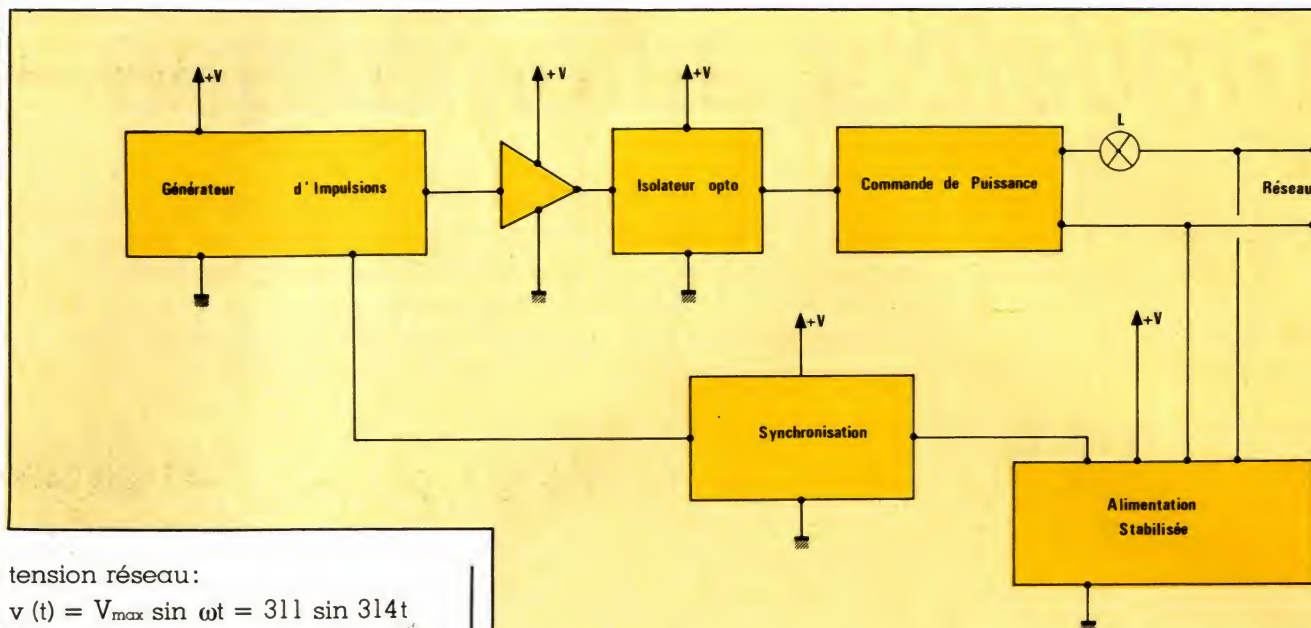 +V
+V
+V
L
Générateur d'Impulsions
Isolateur opto
Commande de Puissance
Réseau
+V
+V
Synchronisation
Alimentation
Stabilisée
tension réseau:
v (t) = Vmax sin ωt = 311 sin 314t